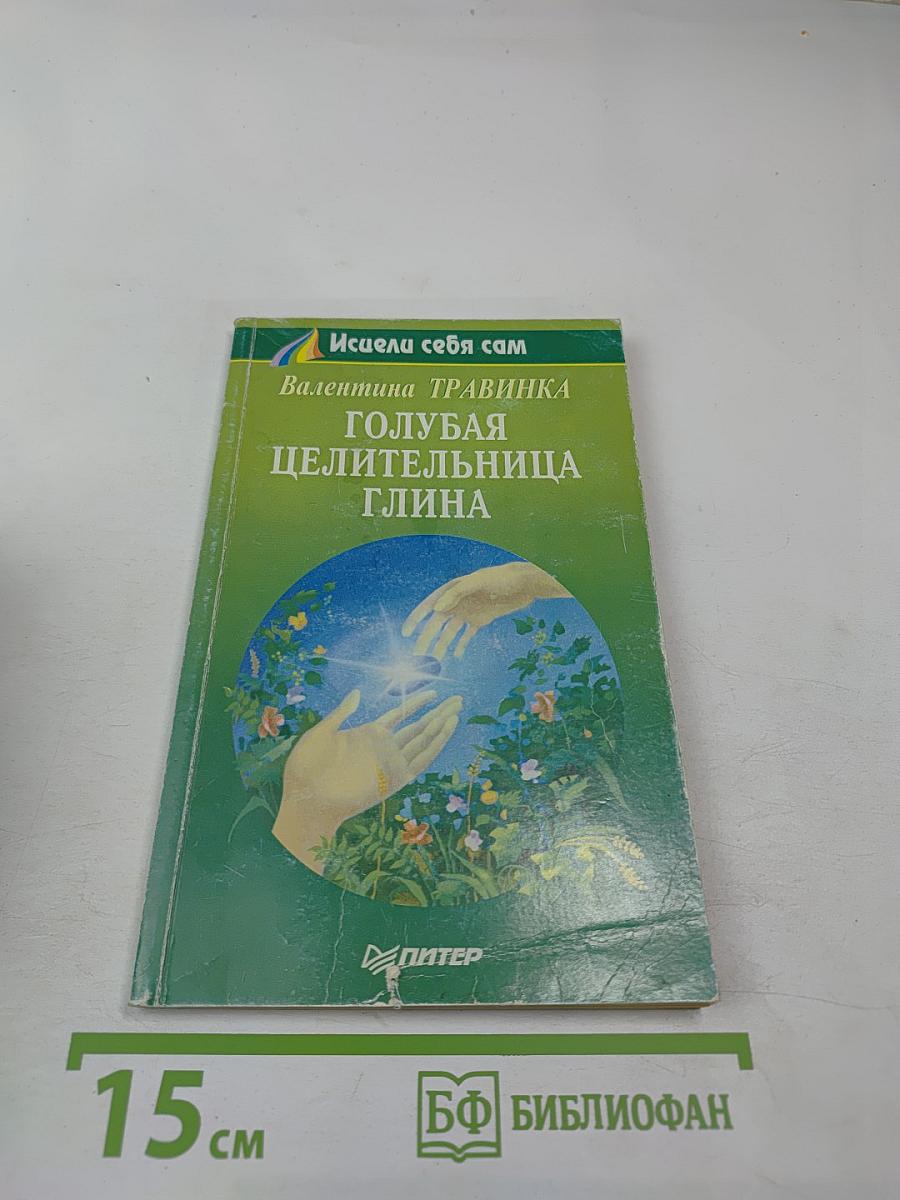 Исцели себя сам
Валентина ТРАВИНКА
ГОЛУБАЯ
ЦЕЛИТЕЛЬНИЦА
ГЛИНА
ПИТЕР
15 см
БФ БИБЛИОФАН